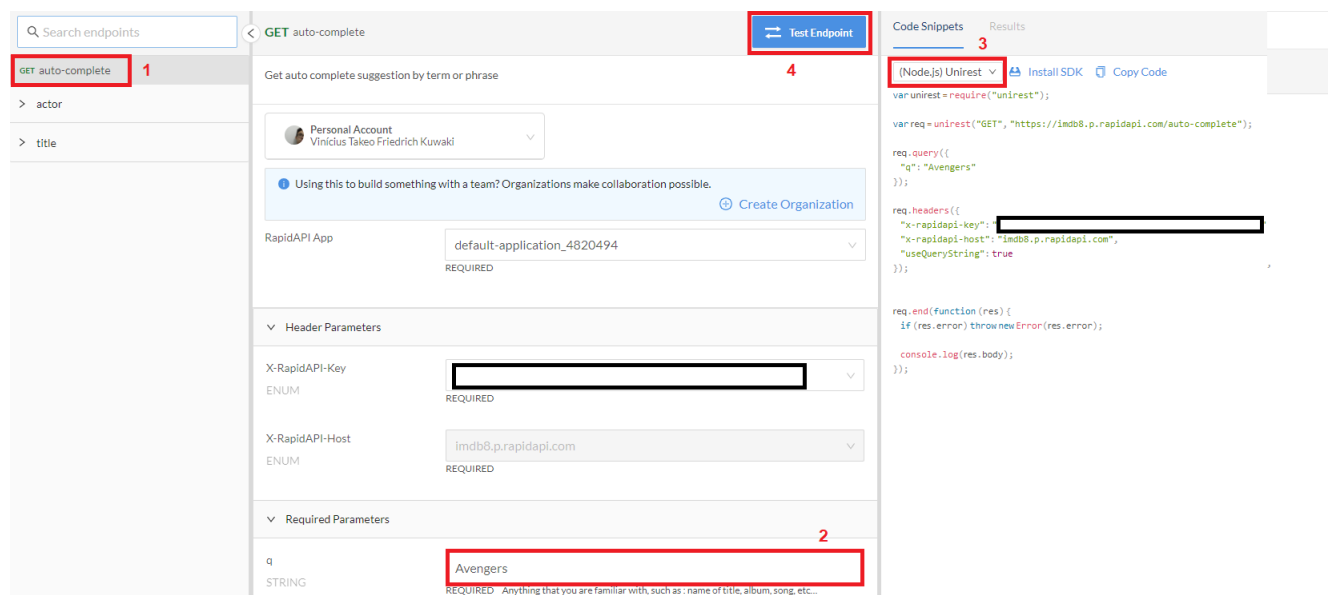 Search endpoints
GET auto-complete
1
actor
title
GET auto-complete
Test Endpoint
4
Get auto complete suggestion by term or phrase
Personal Account
Vinícius Takeo Friedrich Kuwaki
Using this to build something with a team? Organizations make collaboration possible.
Create Organization
RapidAPI App
default-application_4820494
REQUIRED
Header Parameters
X-RapidAPI-Key
ENUM
REQUIRED
X-RapidAPI-Host
ENUM
imdb8.p.rapidapi.com
REQUIRED
Required Parameters
2
q
STRING
Avengers
REQUIRED Anything that you are familiar with, such as : name of title, album, song, etc...
Code Snippets
Results
3
(Node.js) Unirest
Install SDK
Copy Code
var unirest = require("unirest");
var req = unirest("GET", "https://imdb8.p.rapidapi.com/auto-complete");
req.query({
"q": "Avengers"
});
req.headers({
"x-rapidapi-key": "
"x-rapidapi-host": "imdb8.p.rapidapi.com",
"useQueryString": true
});
req.end(function (res) {
if (res.error) throw new Error(res.error);
console.log(res.body);
});